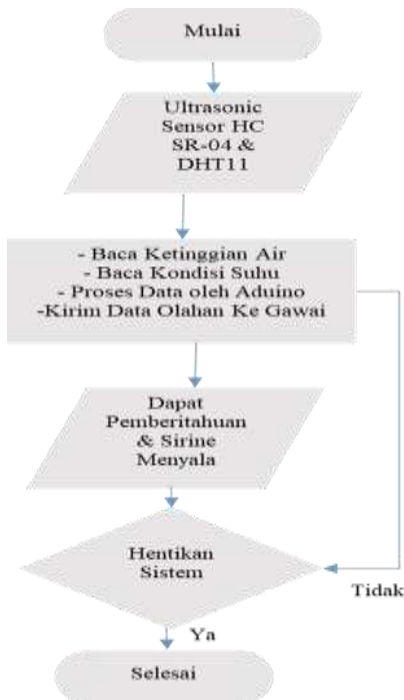 Mulai
Ultrasonic
Sensor HC
SR-04 &
DHT11
- Baca Ketinggian Air
- Baca Kondisi Suhu
- Proses Data oleh Aduino
-Kirim Data Olahan Ke Gawai
Dapat
Pemberitahuan
& Sirine
Menyala
Hentikan
Sistem
Tidak
Ya
Selesai